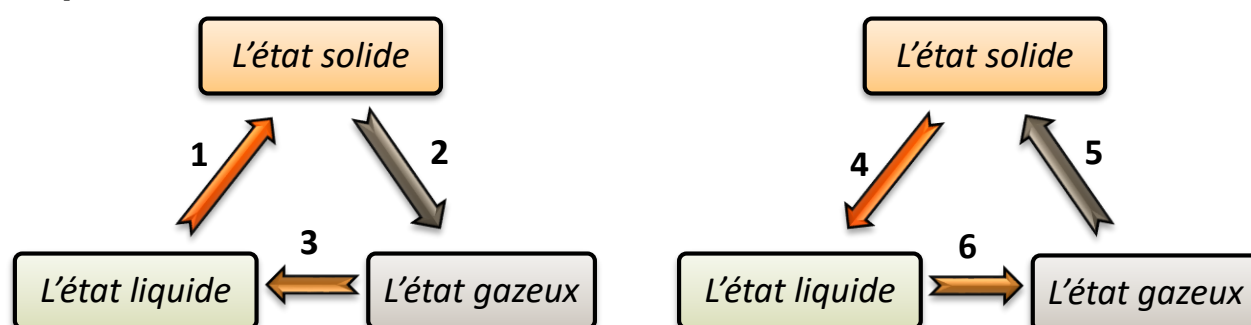 L'état solide
1
2
3
L'état liquide
L'état gazeux
L'état solide
4
5
6
L'état liquide
L'état gazeux